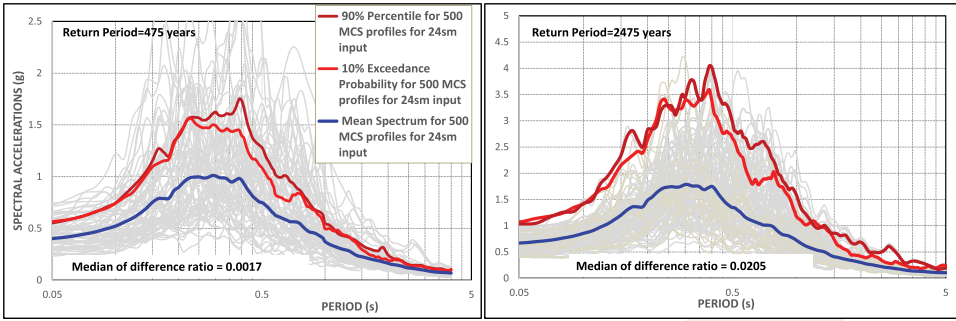 2.5
2
1.5
1
0.5
0
SPECTRAL ACCELERATIONS (g)
Return Period=475 years
90% Percentile for 500
MCS profiles for 24sm
input
10% Exceedance
Probability for 500 MCS
profiles for 24sm input
Mean Spectrum for 500
MCS profiles for 24sm
input
Median of difference ratio = 0.0017
0.05
0.5
5
PERIOD (s)
5
4.5
4
3.5
3
2.5
2
1.5
1
0.5
0
Return Period=2475 years
Median of difference ratio = 0.0205
0.05
0.5
5
PERIOD (s)